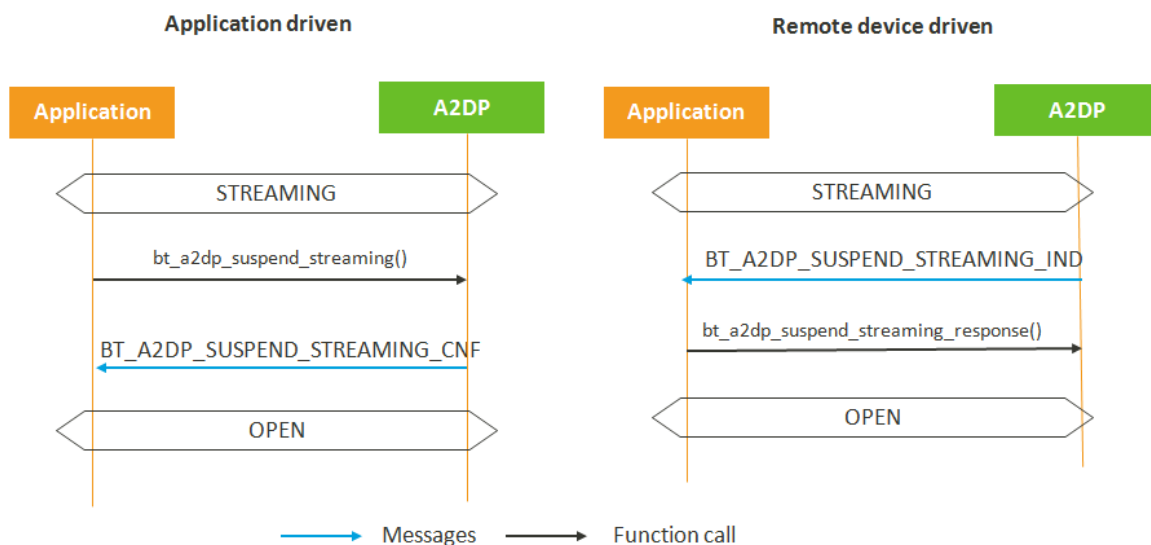 Application driven
Remote device driven
Application
A2DP
Application
A2DP
STREAMING
STREAMING
bt_a2dp_suspend_streaming()
BT_A2DP_SUSPEND_STREAMING_IND
bt_a2dp_suspend_streaming_response()
BT_A2DP_SUSPEND_STREAMING_CNF
OPEN
OPEN
Messages
Function call